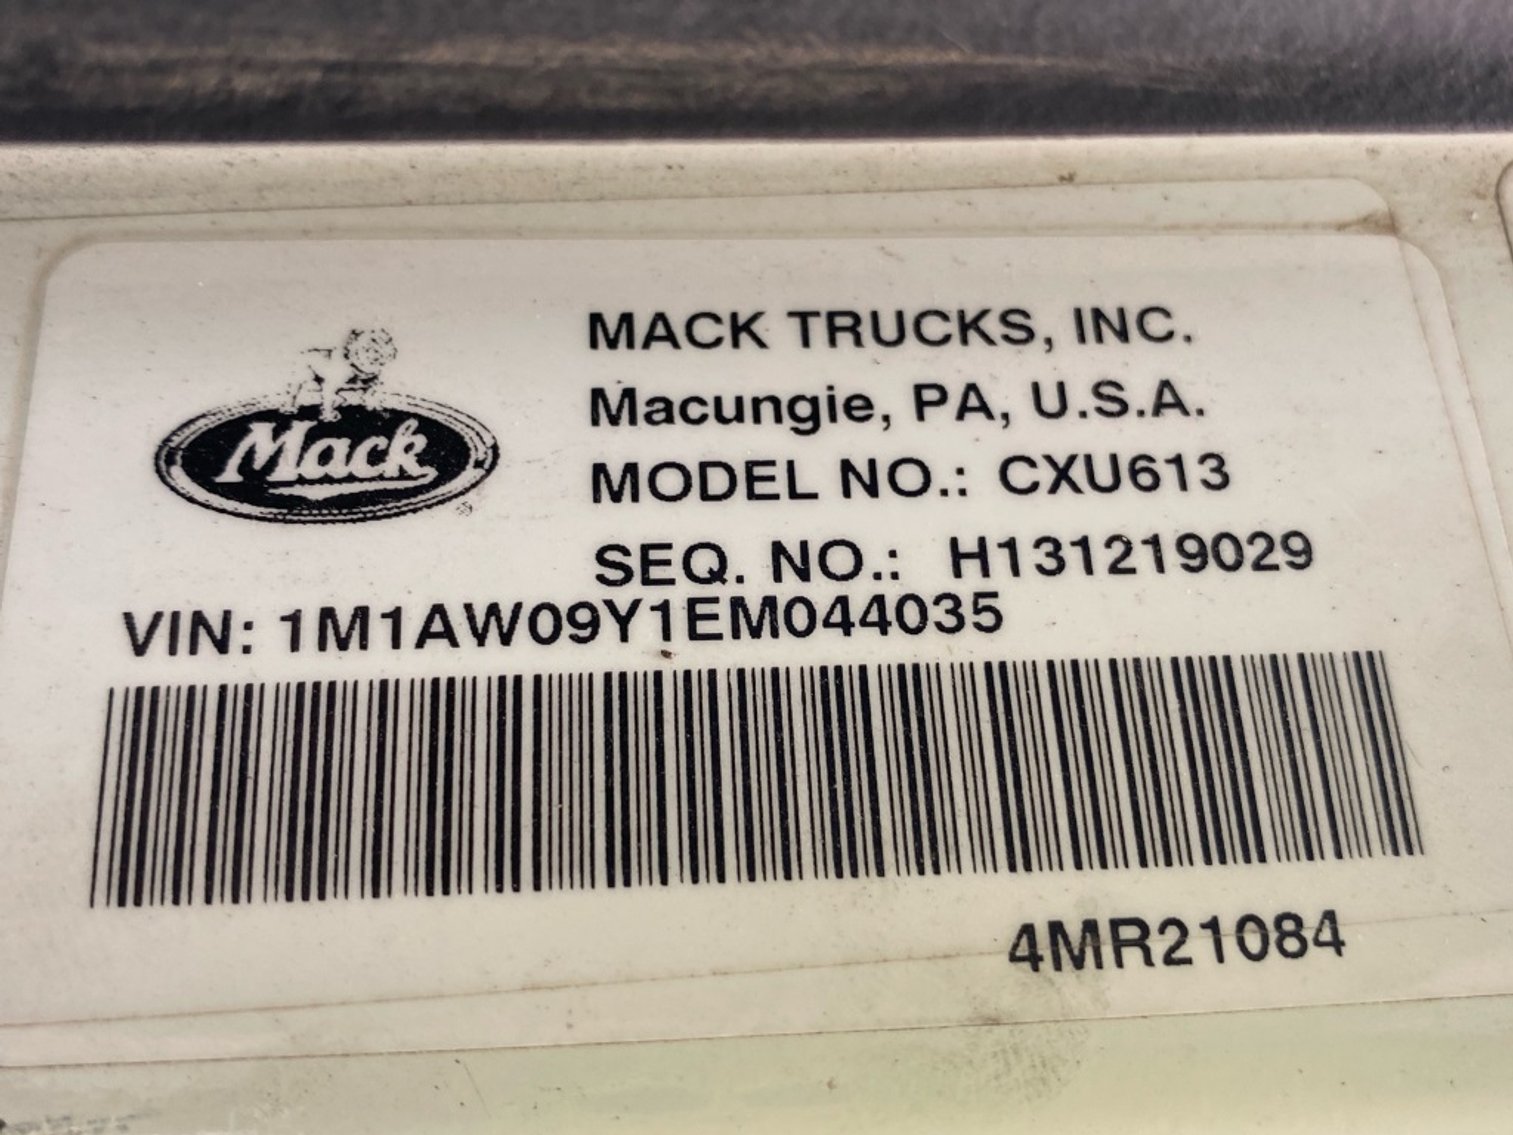 MACK TRUCKS, INC.
Macungie, PA, U.S.A.
Mack
MODEL NO.: CXU613
SEQ. NO.: H131219029
VIN: 1M1AW09Y1EM044035
4MR21084